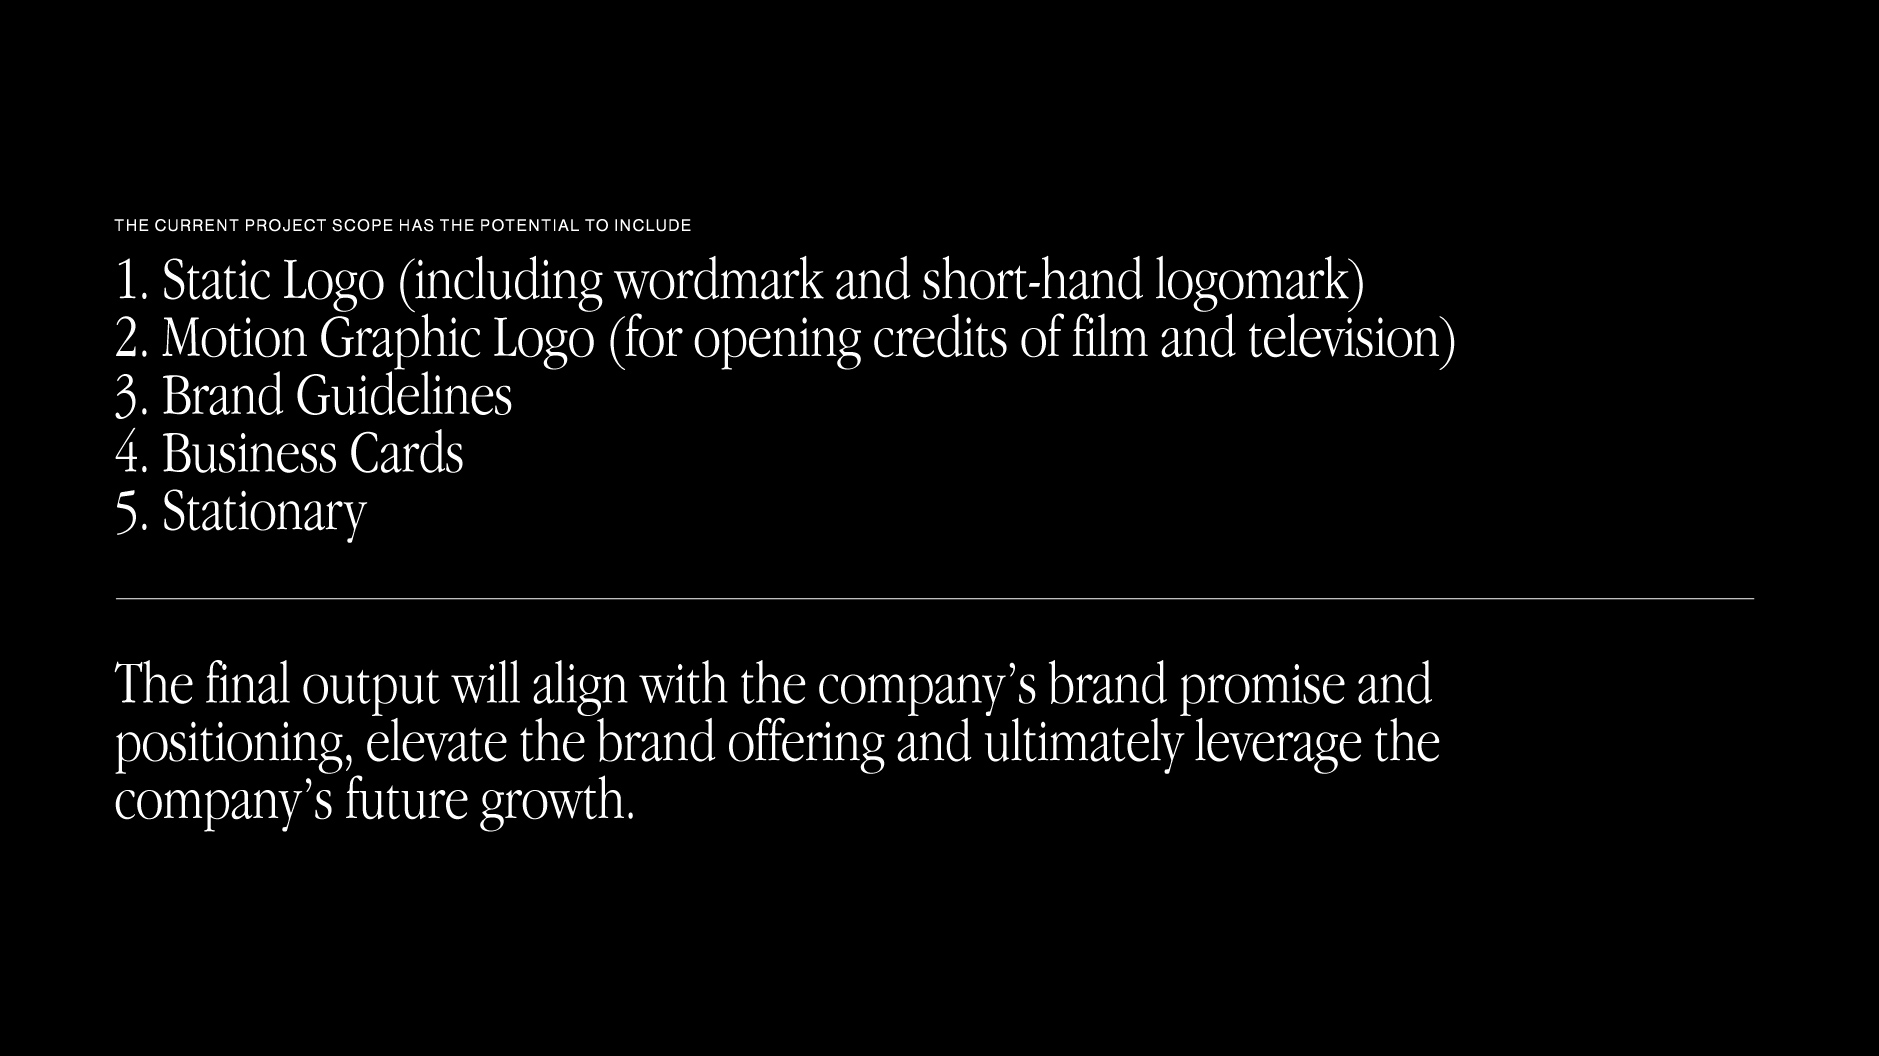 THE CURRENT PROJECT SCOPE HAS THE POTENTIAL TO INCLUDE
1. Static Logo (including wordmark and short-hand logomark)
2. Motion Graphic Logo (for opening credits of film and television)
3. Brand Guidelines
4. Business Cards
5. Stationary
The final output will align with the company’s brand promise and
positioning, elevate the brand offering and ultimately leverage the
company’s future growth.